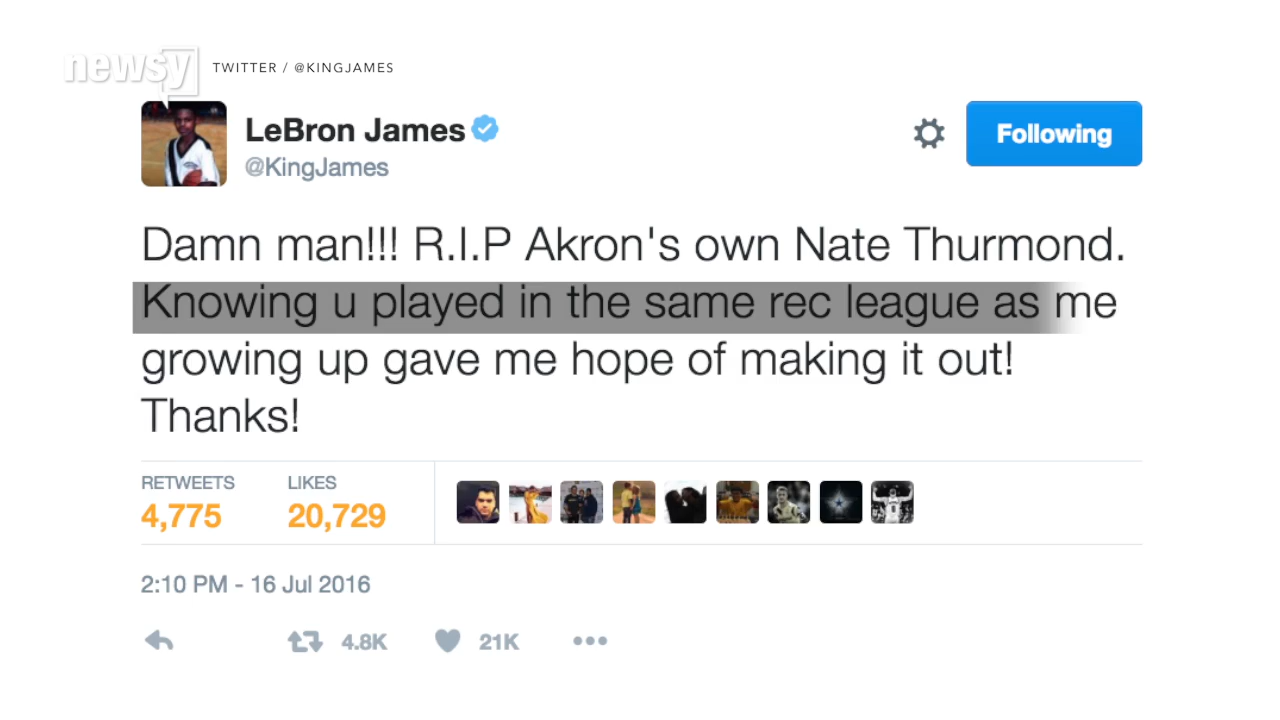 newsy
TWITTER / @KINGJAMES
LeBron James
@KingJames
Following
Damn man!!! R.I.P Akron's own Nate Thurmond.
Knowing u played in the same rec league as me
growing up gave me hope of making it out!
Thanks!
RETWEETS
4,775
LIKES
20,729
2:10 PM - 16 Jul 2016
4.8K
21K